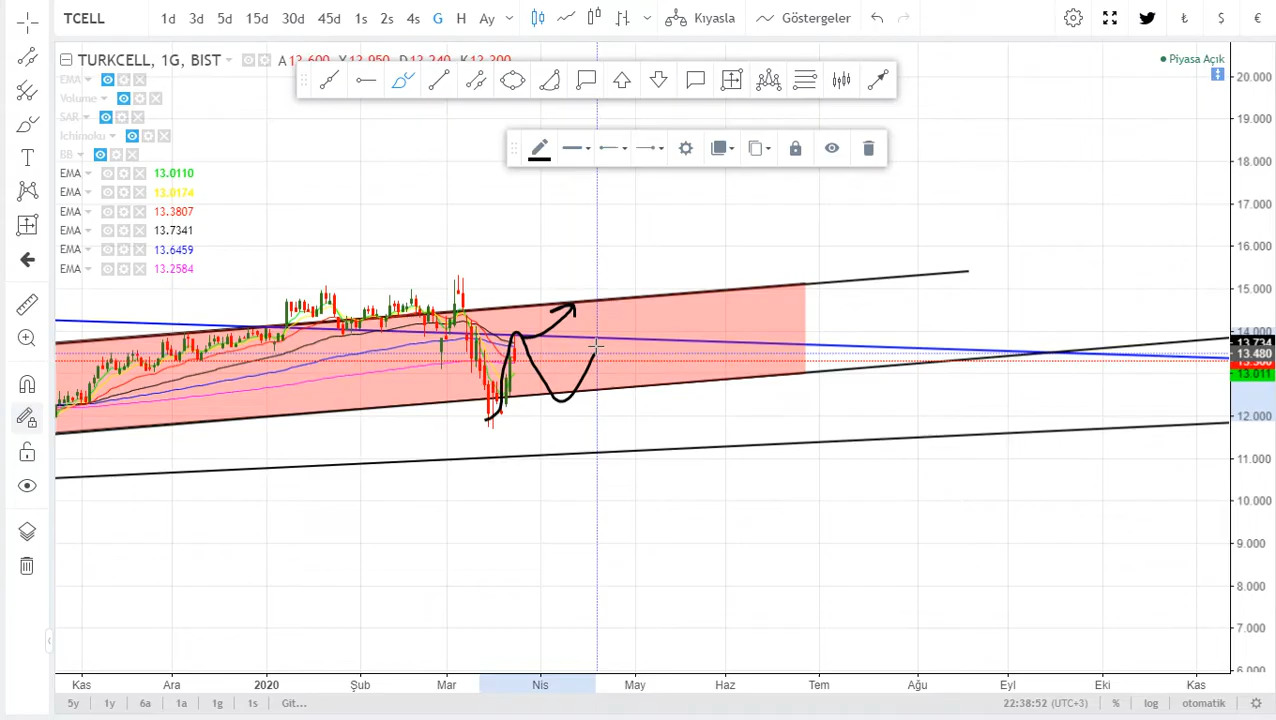 TCELL 1d 3d 5d 15d 30d 45d 1s 2s 4s G H Ay Kıyasla Göstergeler ₺ $ €
TURKCELL, 1G, BIST
Piyasa Açık
EMA
Volume
SAR
Ichimoku
BB
EMA 13.0110
EMA 13.0174
EMA 13.3807
EMA 13.7341
EMA 13.6459
EMA 13.2584
20.000
19.000
18.000
17.000
16.000
15.000
14.000
13.734
13.480
13.011
12.000
11.000
10.000
9.000
8.000
7.000
6.000
Kas Ara 2020 Şub Mar Nis May Haz Tem Ağu Eyl Eki Kas
5y 1y 6a 1a 1g 1s Git... 22:38:52 (UTC+3) % log otomatik